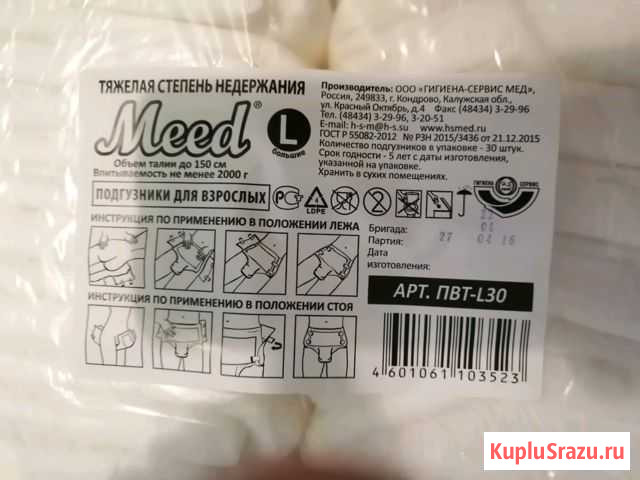 ТЯЖЕЛАЯ СТЕПЕНЬ НЕДЕРЖАНИЯ
Meed®
L
большие
Объем талии до 150 см
Впитываемость не менее 2000 г
ПОДГУЗНИКИ ДЛЯ ВЗРОСЛЫХ
Производитель: ООО «ГИГИЕНА-СЕРВИС МЕД»,
Россия, 249833, г. Кондрово, Калужская обл.,
ул. Красный Октябрь, д.4 Факс (48434) 3-29-96
Тел. (48434) 3-29-96, 3-20-51
E-mail: h-s-m@h-s.su www.hsmed.ru
ГОСТ Р 55082-2012 № РЗН 2015/3436 от 21.12.2015
Количество подгузников в упаковке - 30 штук.
Срок годности - 5 лет с даты изготовления,
указанной на упаковке.
Хранить в сухих помещениях.
LDPE
ГИГИЕНА СЕРВИС
ИНСТРУКЦИЯ ПО ПРИМЕНЕНИЮ В ПОЛОЖЕНИИ ЛЕЖА
ИНСТРУКЦИЯ ПО ПРИМЕНЕНИЮ В ПОЛОЖЕНИИ СТОЯ
Бригада:
Партия: 27 04 16
Дата
изготовления:
АРТ. ПВТ-L30
4 601061 103523
KupluSrazu.ru